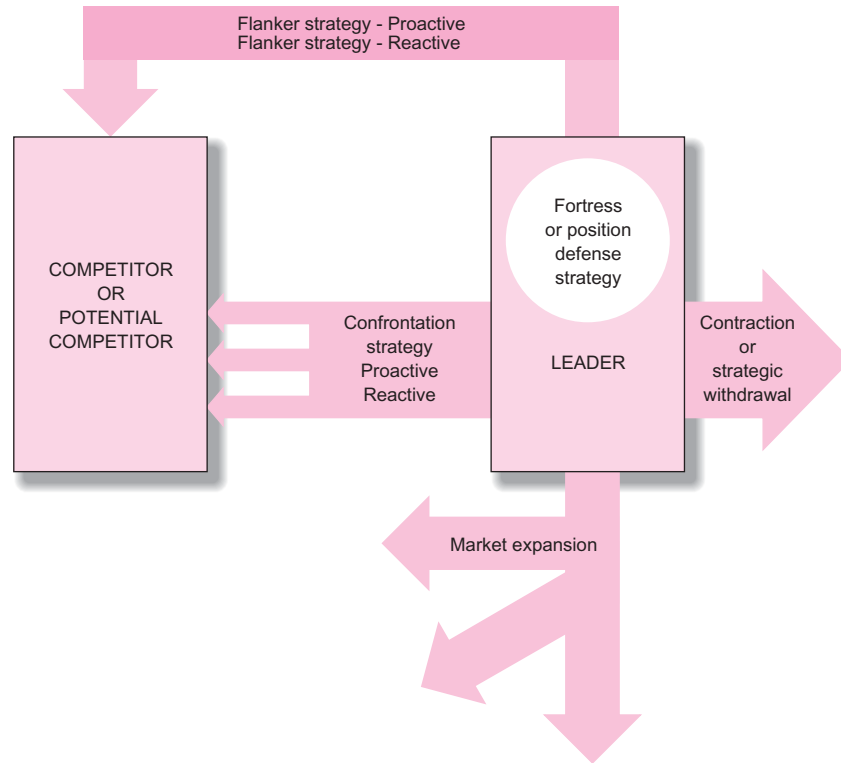 Flanker strategy - Proactive
Flanker strategy - Reactive
COMPETITOR
OR
POTENTIAL
COMPETITOR
Confrontation
strategy
Proactive
Reactive
Fortress
or position
defense
strategy
LEADER
Contraction
or
strategic
withdrawal
Market expansion